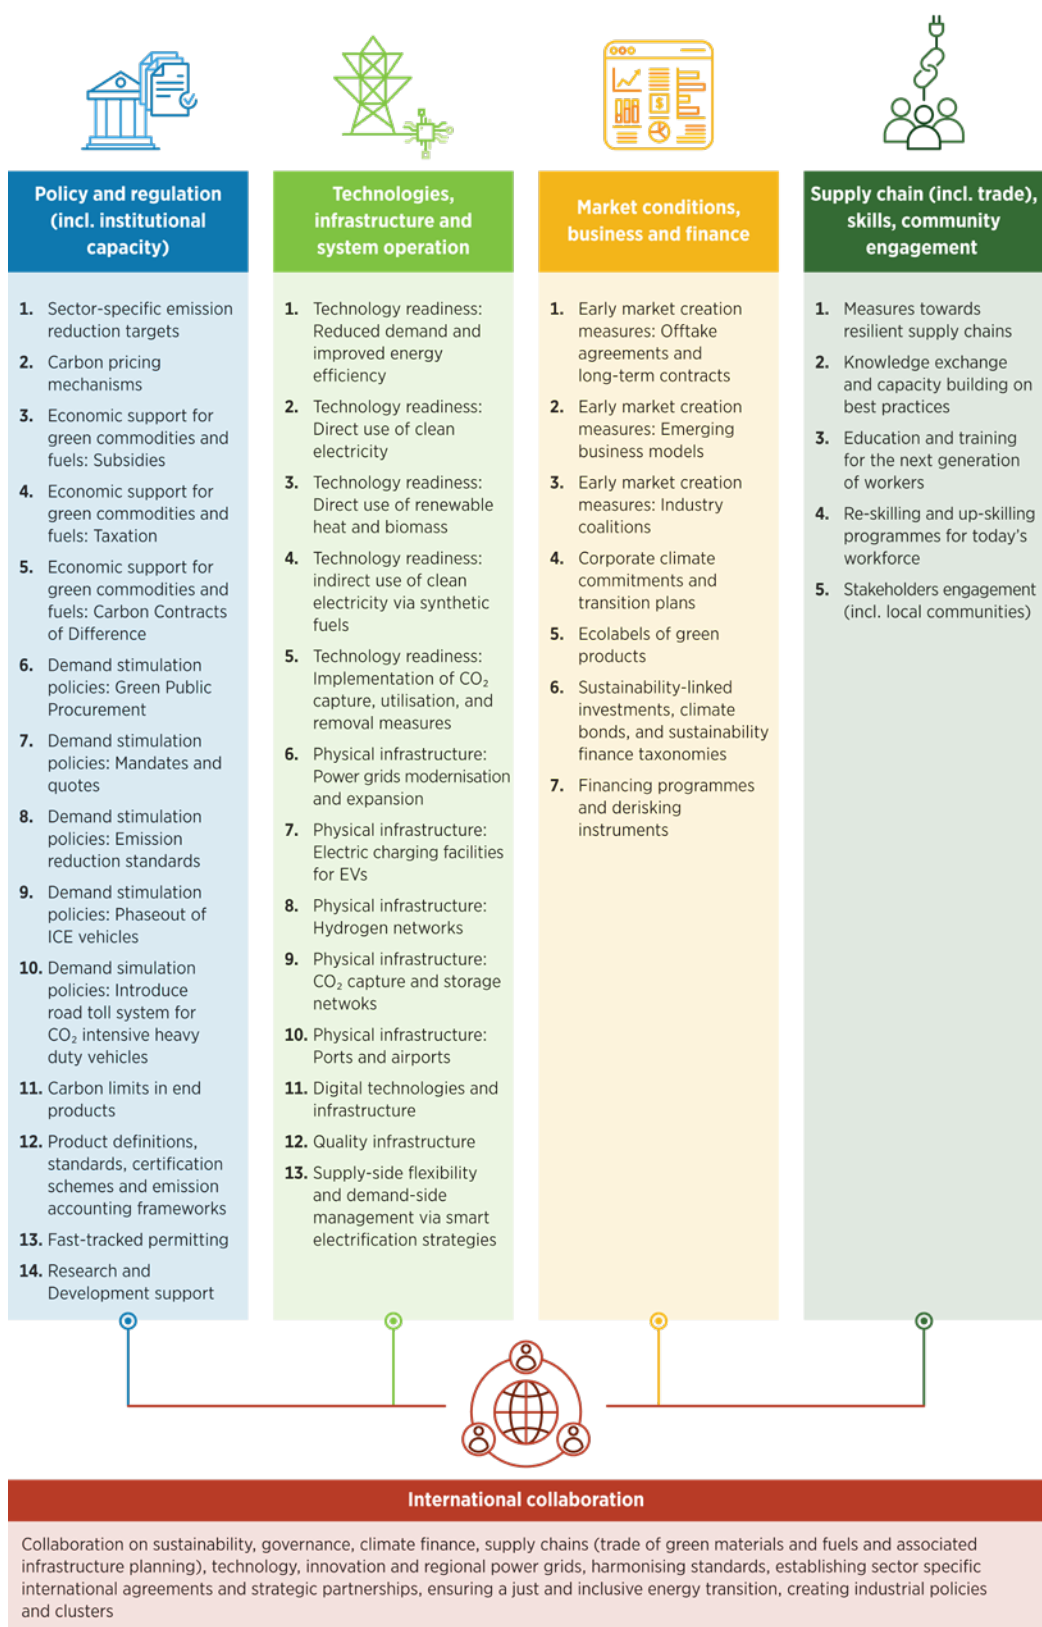 Policy and regulation
(incl. institutional
capacity)
1. Sector-specific emission
reduction targets
2. Carbon pricing
mechanisms
3. Economic support for
green commodities and
fuels: Subsidies
4. Economic support for
green commodities and
fuels: Taxation
5. Economic support for
green commodities and
fuels: Carbon Contracts
of Difference
6. Demand stimulation
policies: Green Public
Procurement
7. Demand stimulation
policies: Mandates and
quotes
8. Demand stimulation
policies: Emission
reduction standards
9. Demand stimulation
policies: Phaseout of
ICE vehicles
10. Demand simulation
policies: Introduce
road toll system for
CO₂ intensive heavy
duty vehicles
11. Carbon limits in end
products
12. Product definitions,
standards, certification
schemes and emission
accounting frameworks
13. Fast-tracked permitting
14. Research and
Development support
Technologies,
infrastructure and
system operation
1. Technology readiness:
Reduced demand and
improved energy
efficiency
2. Technology readiness:
Direct use of clean
electricity
3. Technology readiness:
Direct use of renewable
heat and biomass
4. Technology readiness:
indirect use of clean
electricity via synthetic
fuels
5. Technology readiness:
Implementation of CO₂
capture, utilisation, and
removal measures
6. Physical infrastructure:
Power grids modernisation
and expansion
7. Physical infrastructure:
Electric charging facilities
for EVs
8. Physical infrastructure:
Hydrogen networks
9. Physical infrastructure:
CO₂ capture and storage
netwoks
10. Physical infrastructure:
Ports and airports
11. Digital technologies and
infrastructure
12. Quality infrastructure
13. Supply-side flexibility
and demand-side
management via smart
electrification strategies
$
Market conditions,
business and finance
1. Early market creation
measures: Offtake
agreements and
long-term contracts
2. Early market creation
measures: Emerging
business models
3. Early market creation
measures: Industry
coalitions
4. Corporate climate
commitments and
transition plans
5. Ecolabels of green
products
6. Sustainability-linked
investments, climate
bonds, and sustainability
finance taxonomies
7. Financing programmes
and derisking
instruments
Supply chain (incl. trade),
skills, community
engagement
1. Measures towards
resilient supply chains
2. Knowledge exchange
and capacity building on
best practices
3. Education and training
for the next generation
of workers
4. Re-skilling and up-skilling
programmes for today's
workforce
5. Stakeholders engagement
(incl. local communities)
International collaboration
Collaboration on sustainability, governance, climate finance, supply chains (trade of green materials and fuels and associated
infrastructure planning), technology, innovation and regional power grids, harmonising standards, establishing sector specific
international agreements and strategic partnerships, ensuring a just and inclusive energy transition, creating industrial policies
and clusters